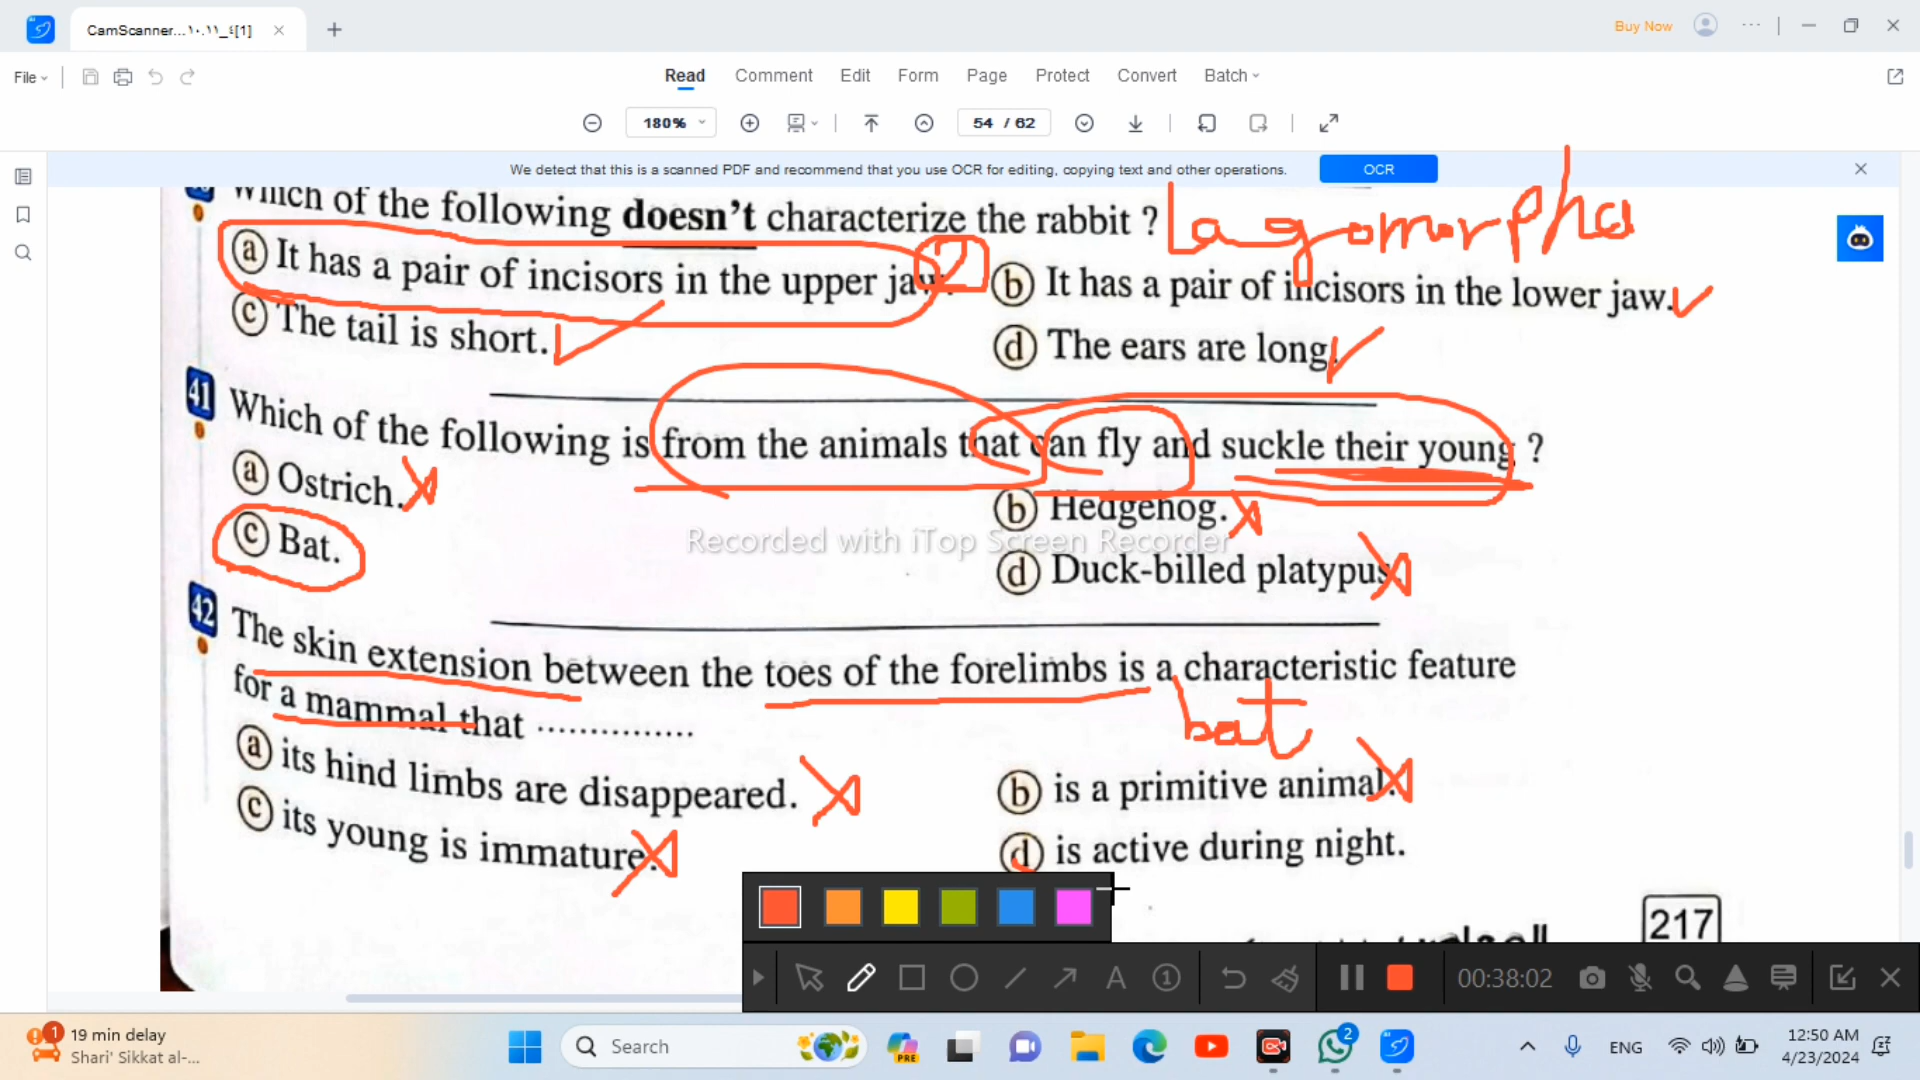 CamScanner...١٠.١١_٤[1]
Buy Now
File
Read Comment Edit Form Page Protect Convert Batch
180%
54 / 62
We detect that this is a scanned PDF and recommend that you use OCR for editing, copying text and other operations.
OCR
Which of the following doesn't characterize the rabbit ?
Lagomorpha
a It has a pair of incisors in the upper jaw.
2
b It has a pair of incisors in the lower jaw.
c The tail is short.
d The ears are long.
41 Which of the following is from the animals that can fly and suckle their young ?
a Ostrich.
b Hedgehog.
c Bat.
d Duck-billed platypus.
Recorded with iTop Screen Recorder
42 The skin extension between the toes of the forelimbs is a characteristic feature
for a mammal that ...............
bat
a its hind limbs are disappeared.
b is a primitive animal.
c its young is immature.
d is active during night.
217
00:38:02
1
19 min delay
Shari' Sikkat al-...
Search
PRE
2
ENG
12:50 AM
4/23/2024